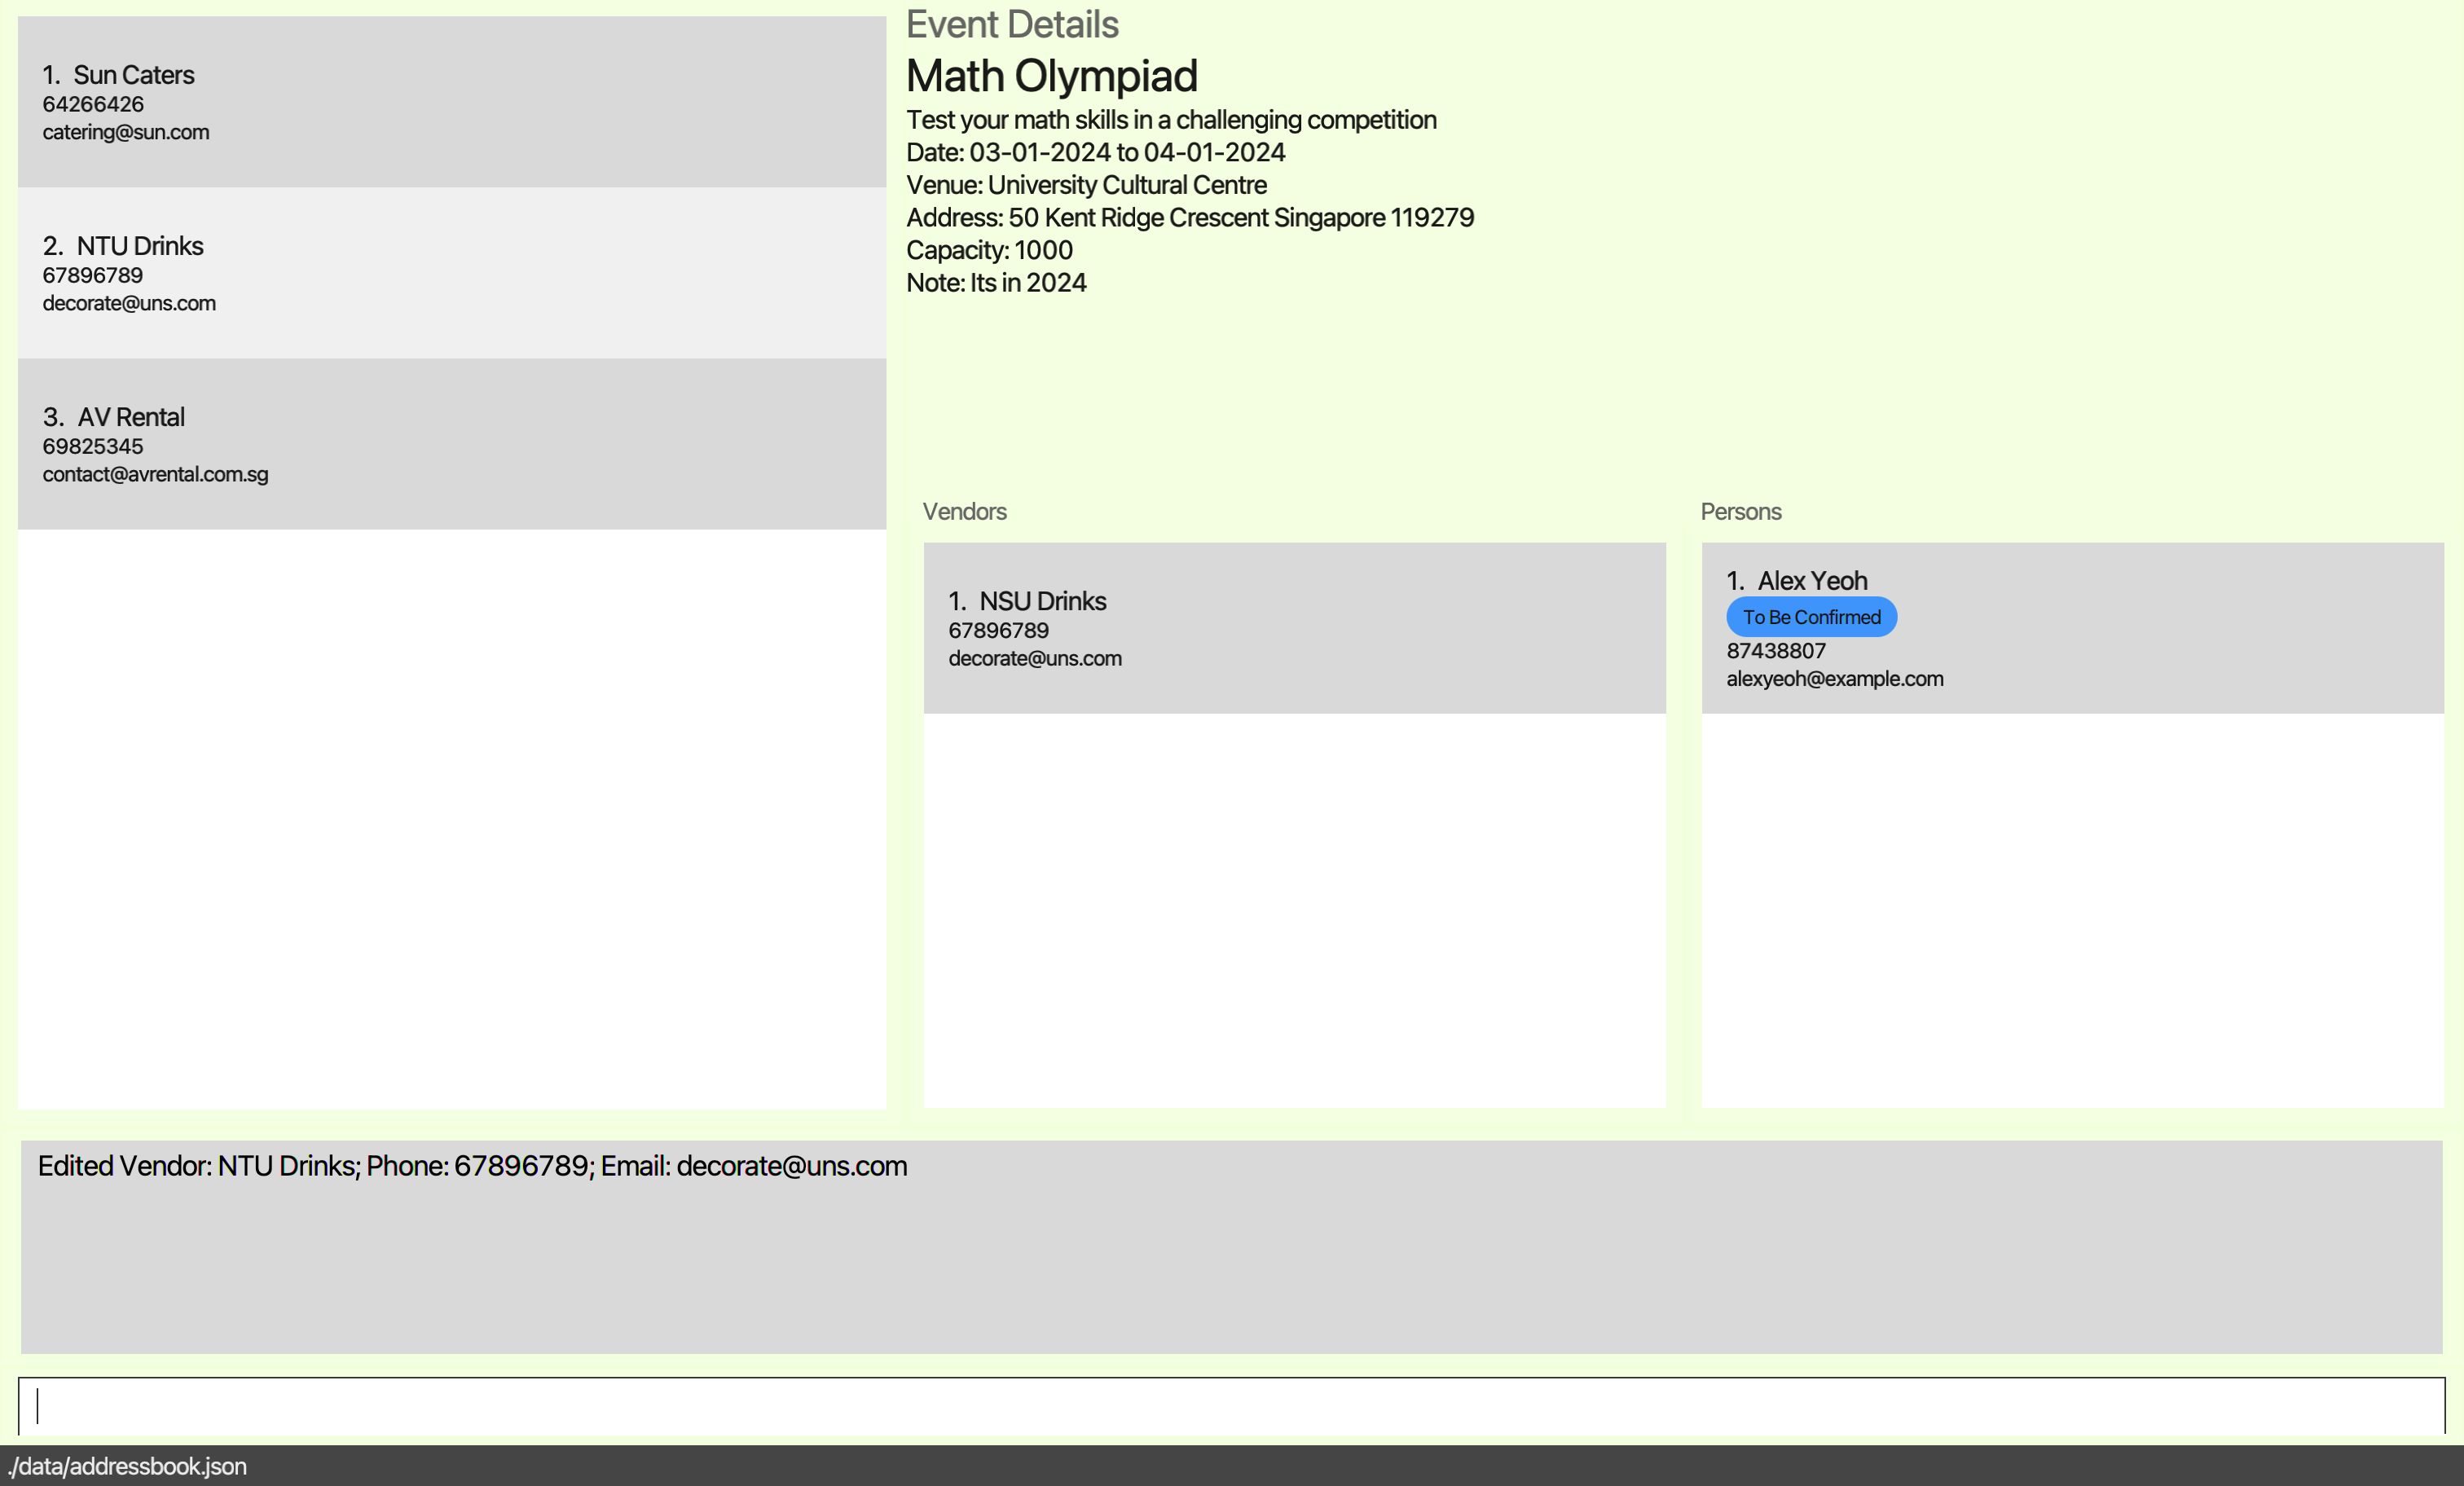 1. Sun Caters
64266426
catering@sun.com
2. NTU Drinks
67896789
decorate@uns.com
3. AV Rental
69825345
contact@avrental.com.sg
Event Details
Math Olympiad
Test your math skills in a challenging competition
Date: 03-01-2024 to 04-01-2024
Venue: University Cultural Centre
Address: 50 Kent Ridge Crescent Singapore 119279
Capacity: 1000
Note: Its in 2024
Vendors
1. NSU Drinks
67896789
decorate@uns.com
Persons
1. Alex Yeoh
To Be Confirmed
87438807
alexyeoh@example.com
Edited Vendor: NTU Drinks; Phone: 67896789; Email: decorate@uns.com
./data/addressbook.json